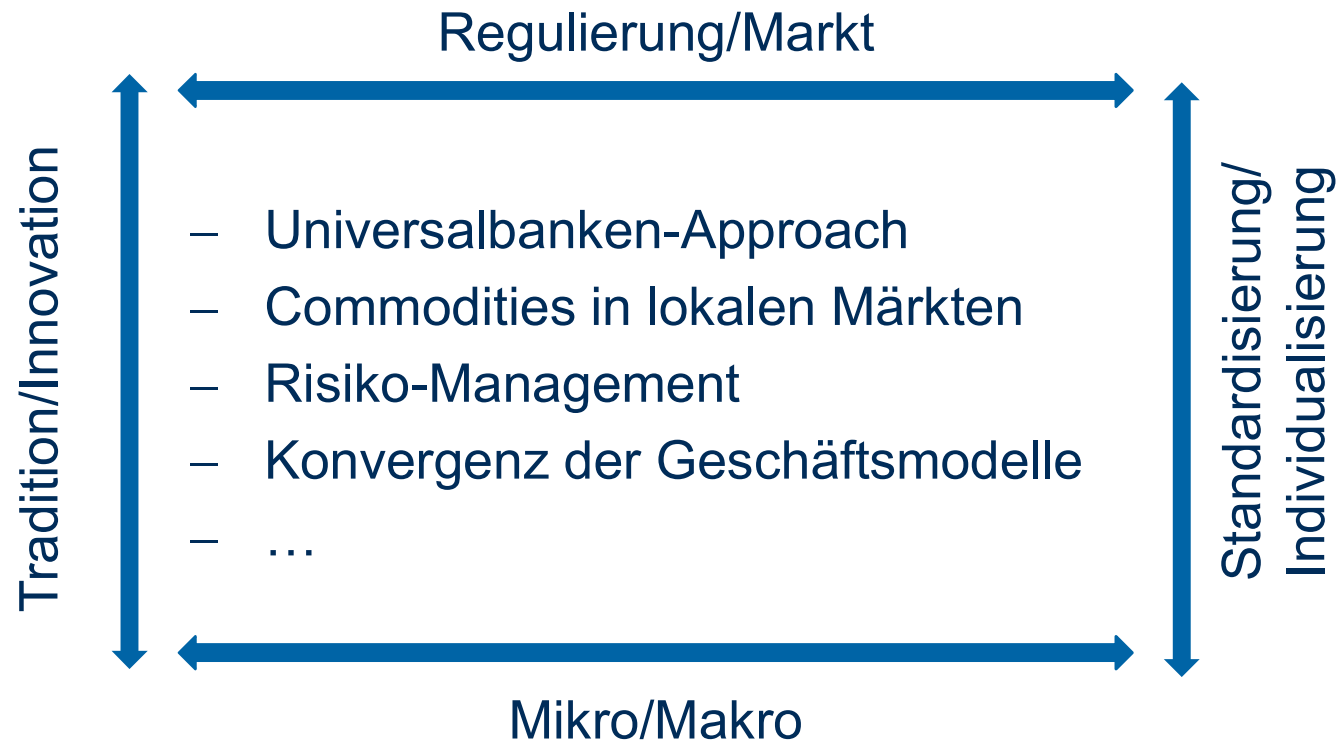 Regulierung/Markt
Tradition/Innovation
– Universalbanken-Approach
– Commodities in lokalen Märkten
– Risiko-Management
– Konvergenz der Geschäftsmodelle
– …
Standardisierung/
Individualisierung
Mikro/Makro